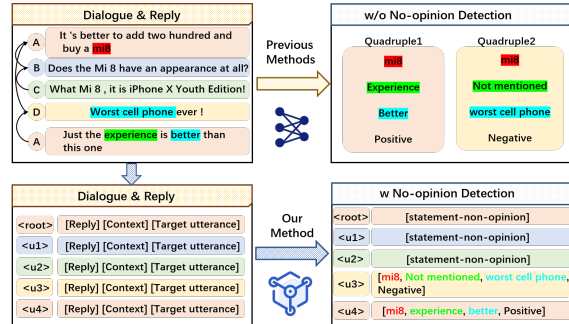 Dialogue & Reply
A
It 's better to add two hundred and
buy a mi8
B
Does the Mi 8 have an appearance at all?
C
What Mi 8 , it is iPhone X Youth Edition!
D
Worst cell phone ever !
A
Just the experience is better than
this one
Previous
Methods
w/o No-opinion Detection
Quadruple1
Quadruple2
mi8
mi8
Experience
Not mentioned
Better
worst cell phone
Positive
Negative
Dialogue & Reply
<root> [Reply] [Context] [Target utterance]
<u1> [Reply] [Context] [Target utterance]
<u2> [Reply] [Context] [Target utterance]
<u3> [Reply] [Context] [Target utterance]
<u4> [Reply] [Context] [Target utterance]
Our
Method
w No-opinion Detection
<root> [statement-non-opinion]
<u1> [statement-non-opinion]
<u2> [statement-non-opinion]
<u3> [mi8, Not mentioned, worst cell phone,
Negative]
<u4> [mi8, experience, better, Positive]